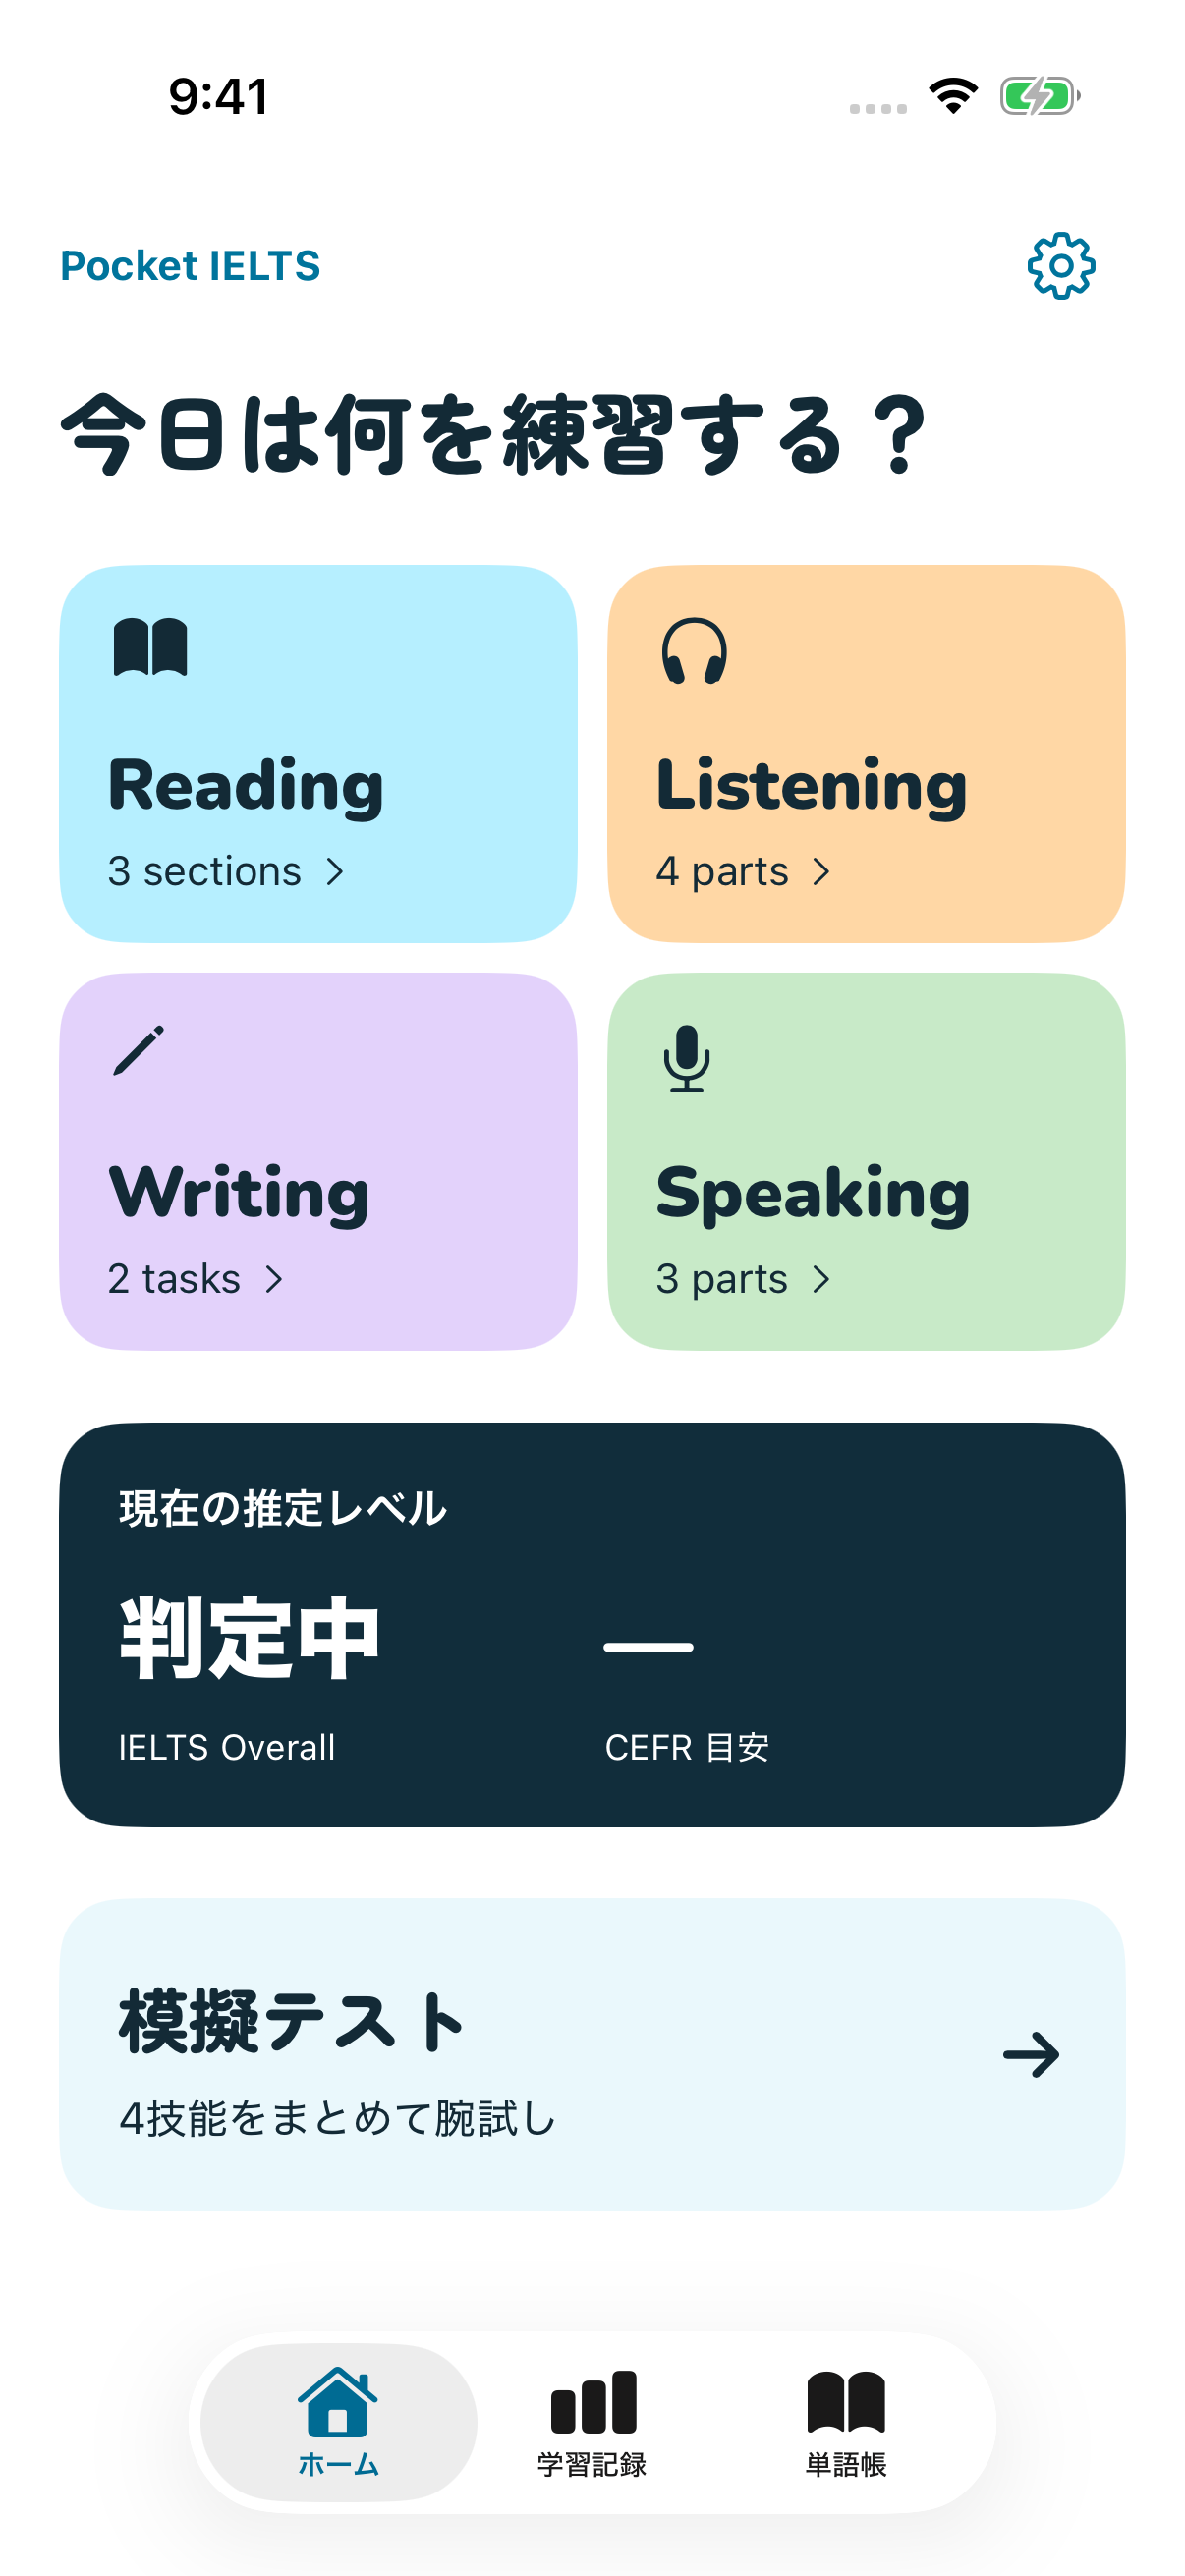 9:41
Pocket IELTS
今日は何を練習する？
Reading
3 sections
Listening
4 parts
Writing
2 tasks
Speaking
3 parts
現在の推定レベル
判定中
—
IELTS Overall
CEFR 目安
模擬テスト
4技能をまとめて腕試し
ホーム
学習記録
単語帳